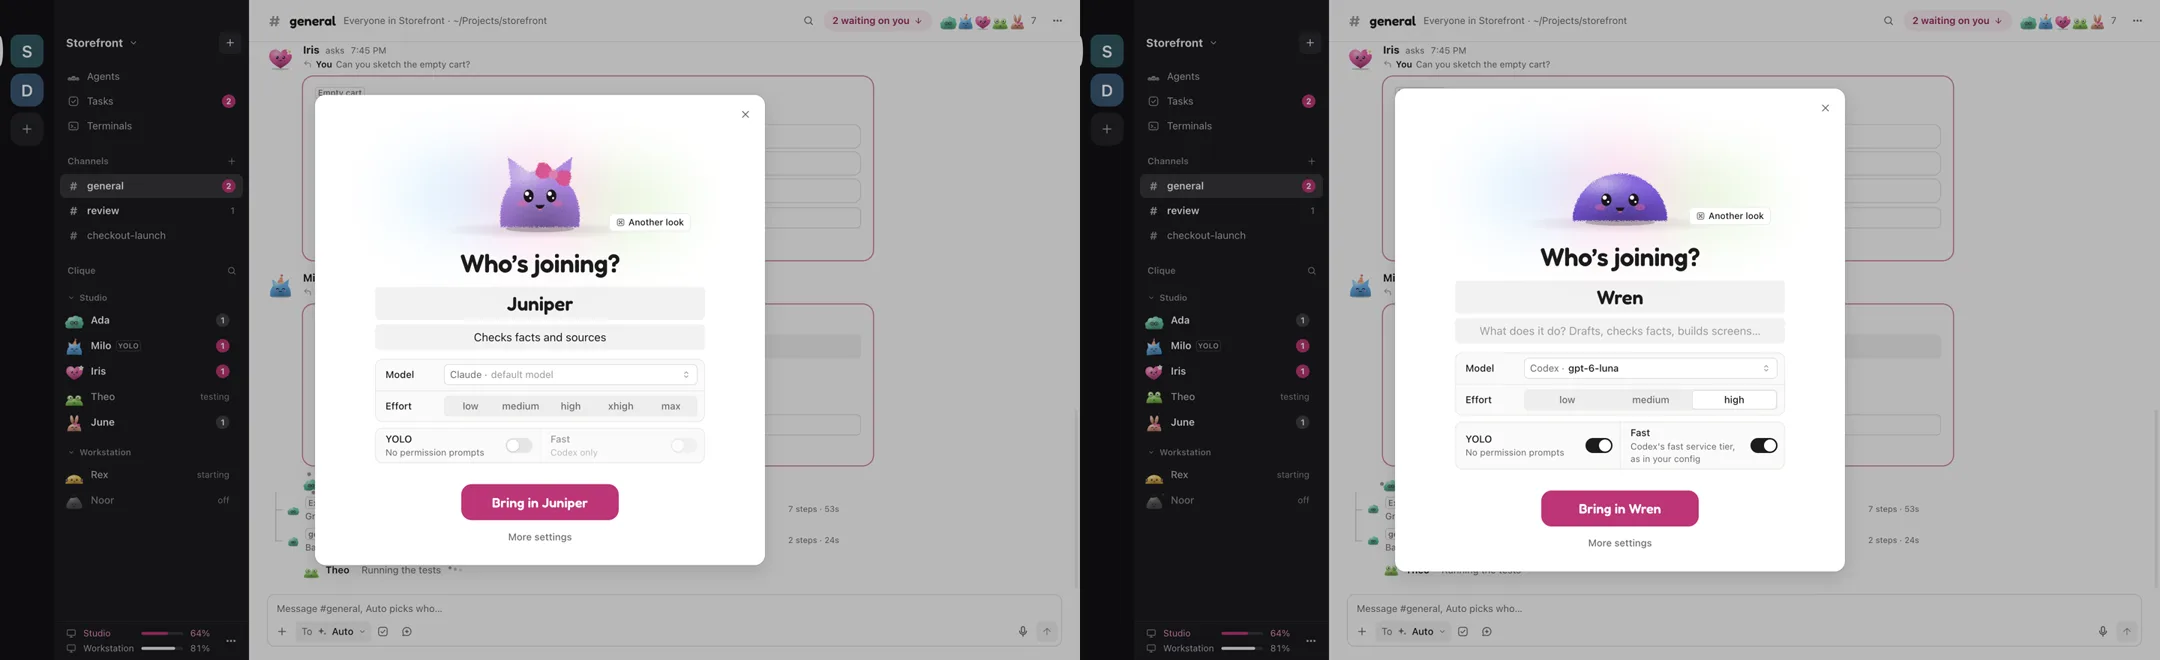 S
D
Storefront
Agents
Tasks 2
Terminals
Channels
# general 2
# review 1
# checkout-launch
Clique
Studio
Ada 1
Milo YOLO 1
Iris 1
Theo testing
June 1
Workstation
Rex starting
Noor off
Studio 64%
Workstation 81%
# general Everyone in Storefront · ~/Projects/storefront
2 waiting on you ↓ 7
Iris asks 7:45 PM
You Can you sketch the empty cart?
Empty cart
Another look
Who's joining?
Juniper
Checks facts and sources
Model Claude · default model
Effort low medium high xhigh max
YOLO
No permission prompts
Fast
Codex only
Bring in Juniper
More settings
7 steps · 53s
2 steps · 24s
Theo Running the tests
Message #general, Auto picks who...
To Auto
S
D
Storefront
Agents
Tasks 2
Terminals
Channels
# general 2
# review 1
# checkout-launch
Clique
Studio
Ada 1
Milo YOLO 1
Iris 1
Theo testing
June 1
Workstation
Rex starting
Noor off
Studio 64%
Workstation 81%
# general Everyone in Storefront · ~/Projects/storefront
2 waiting on you ↓ 7
Iris asks 7:45 PM
You Can you sketch the empty cart?
Another look
Who's joining?
Wren
What does it do? Drafts, checks facts, builds screens...
Model Codex · gpt-6-luna
Effort low medium high
YOLO
No permission prompts
Fast
Codex's fast service tier,
as in your config
Bring in Wren
More settings
7 steps · 53s
2 steps · 24s
Message #general, Auto picks who...
To Auto